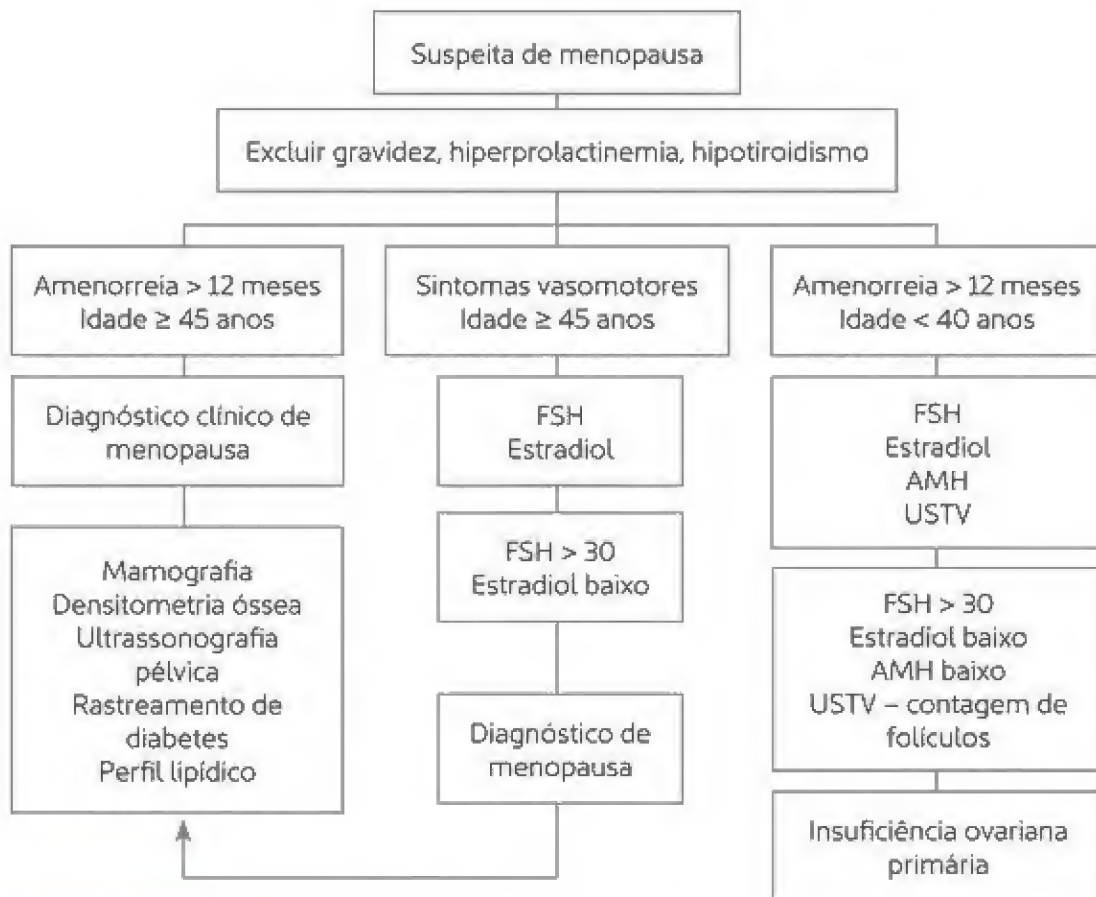 Suspeita de menopausa
Excluir gravidez, hiperprolactinemia, hipotiroidismo
Amenorreia > 12 meses
Idade ≥ 45 anos
Diagnóstico clínico de
menopausa
Mamografia
Densitometria óssea
Ultrassonografia
pélvica
Rastreamento de
diabetes
Perfil lipídico
Sintomas vasomotores
Idade ≥ 45 anos
FSH
Estradiol
FSH > 30
Estradiol baixo
Diagnóstico de
menopausa
Amenorreia > 12 meses
Idade < 40 anos
FSH
Estradiol
AMH
USTV
FSH > 30
Estradiol baixo
AMH baixo
USTV – contagem de
folículos
Insuficiência ovariana
primária